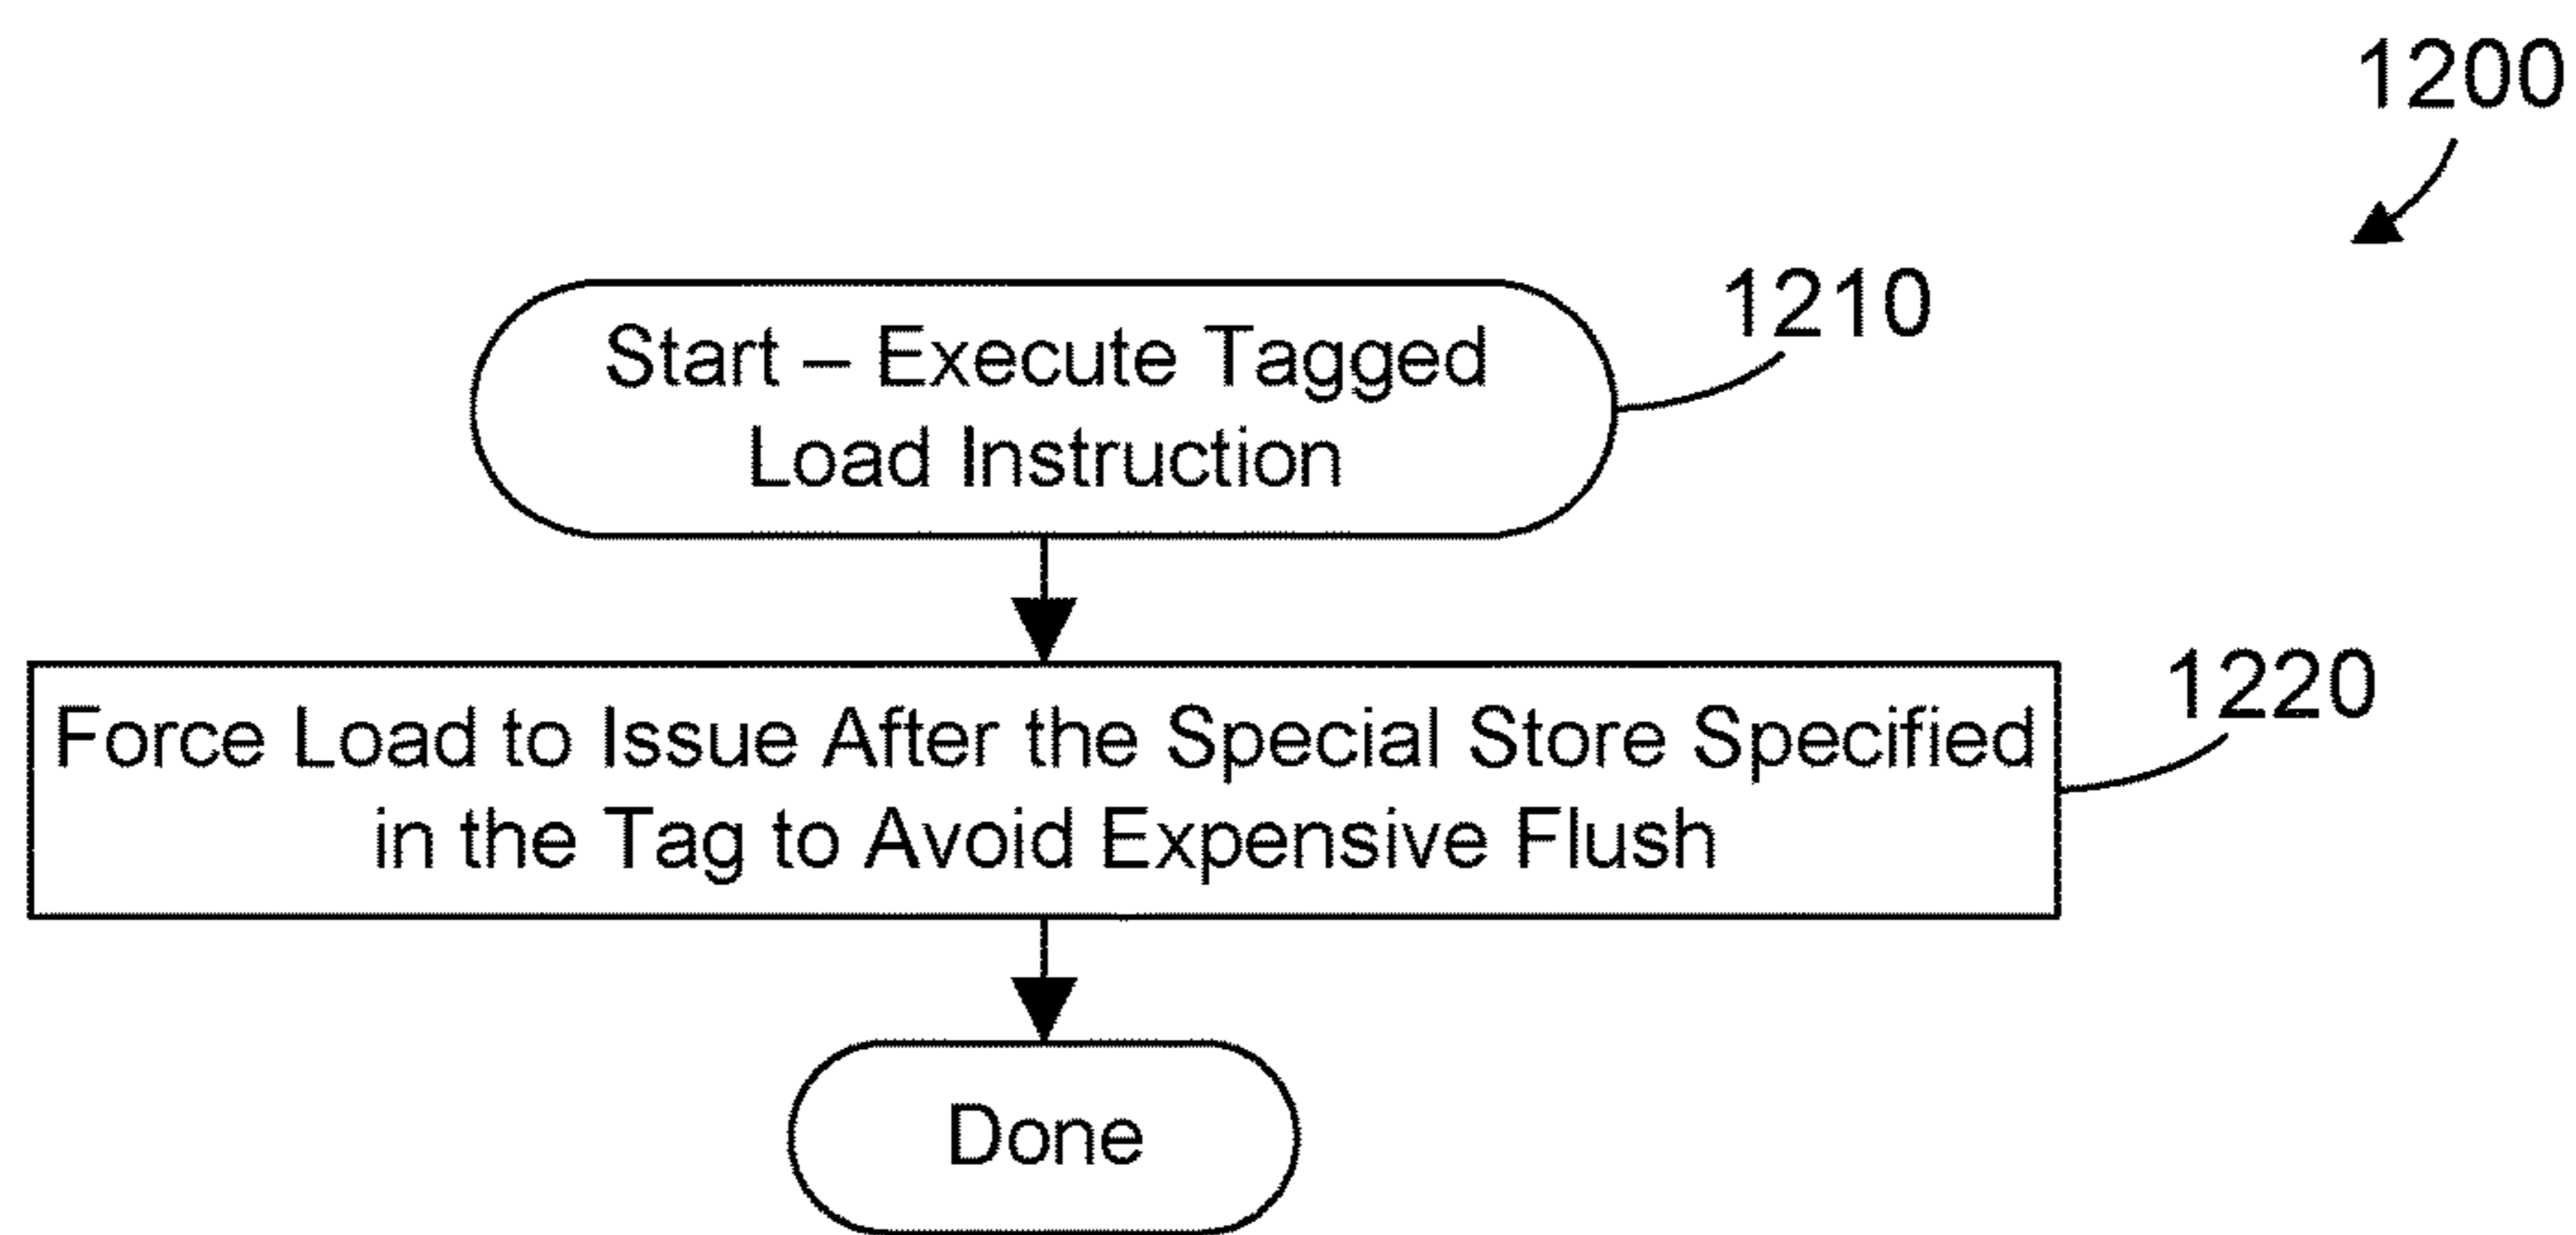 1200
1210
Start – Execute Tagged
Load Instruction
1220
Force Load to Issue After the Special Store Specified
in the Tag to Avoid Expensive Flush
Done